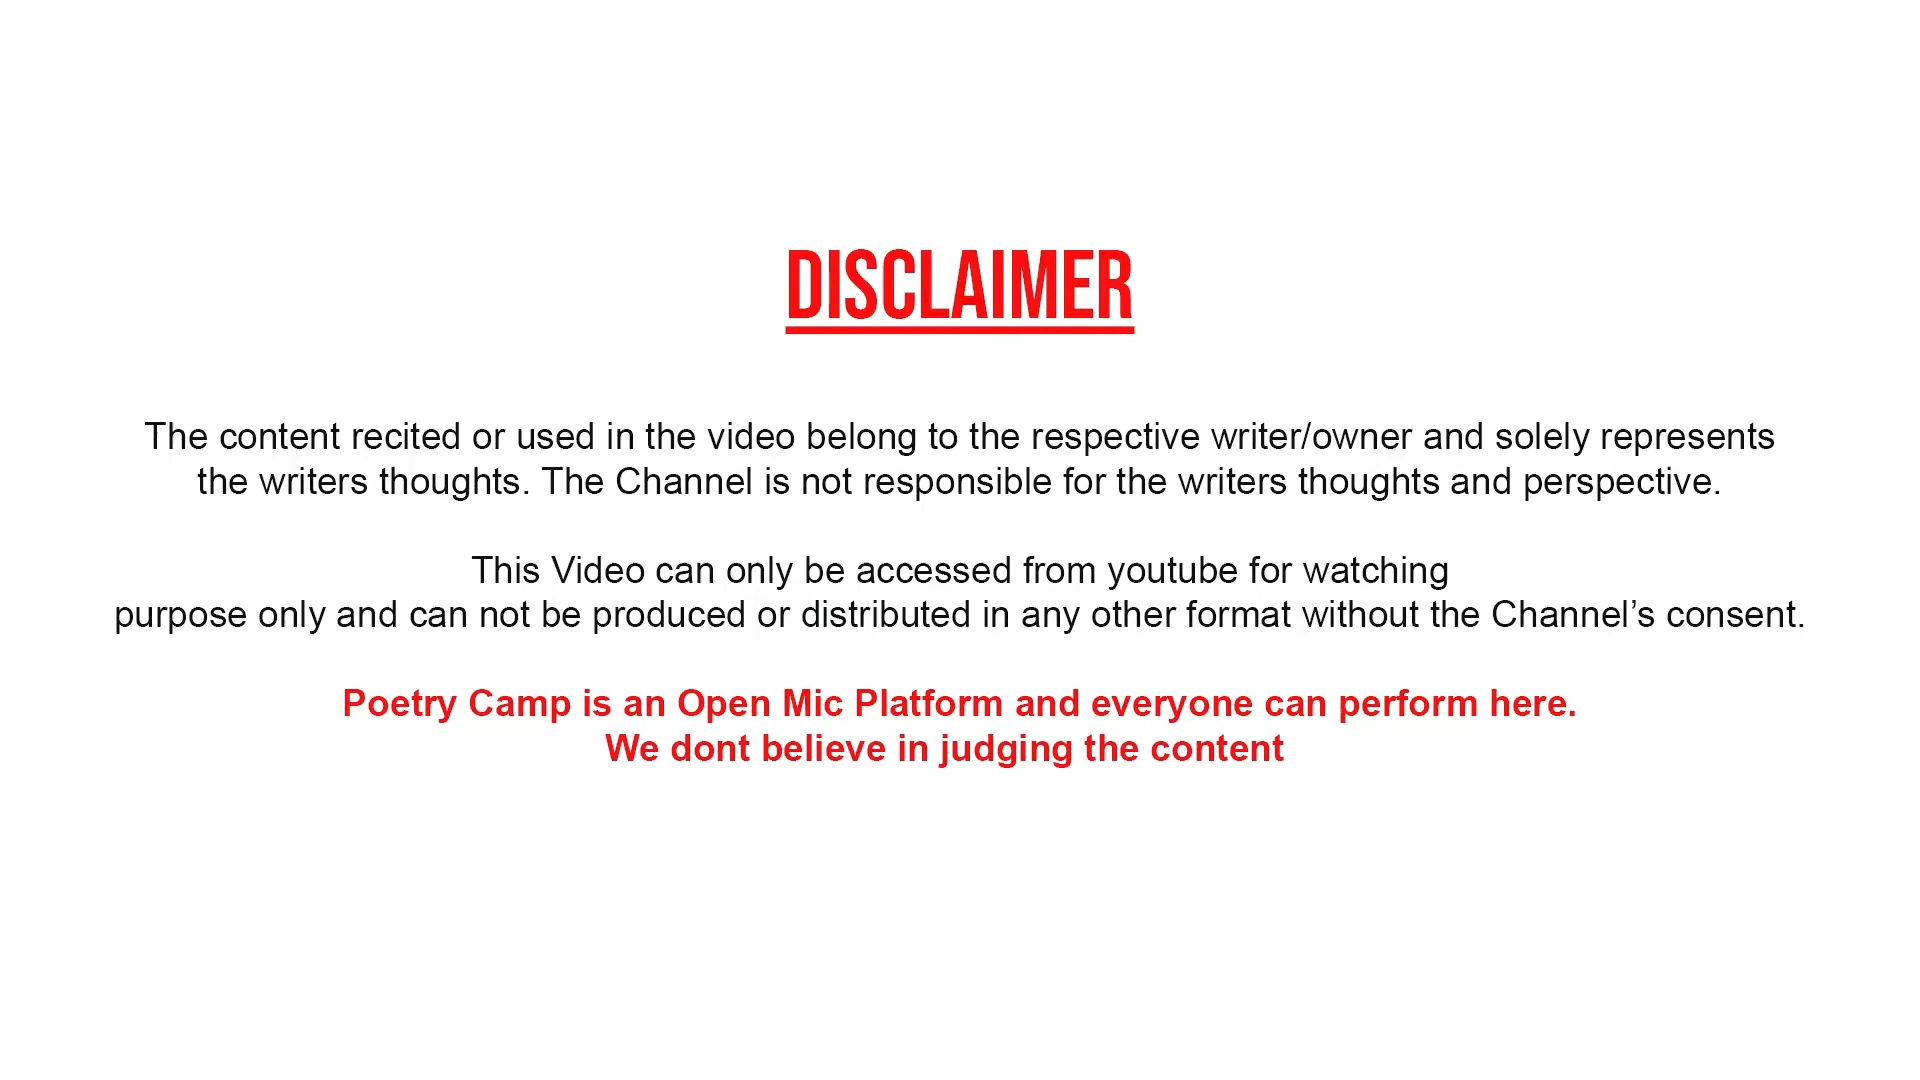 DISCLAIMER
The content recited or used in the video belong to the respective writer/owner and solely represents
the writers thoughts. The Channel is not responsible for the writers thoughts and perspective.
This Video can only be accessed from youtube for watching
purpose only and can not be produced or distributed in any other format without the Channel’s consent.
Poetry Camp is an Open Mic Platform and everyone can perform here.
We dont believe in judging the content